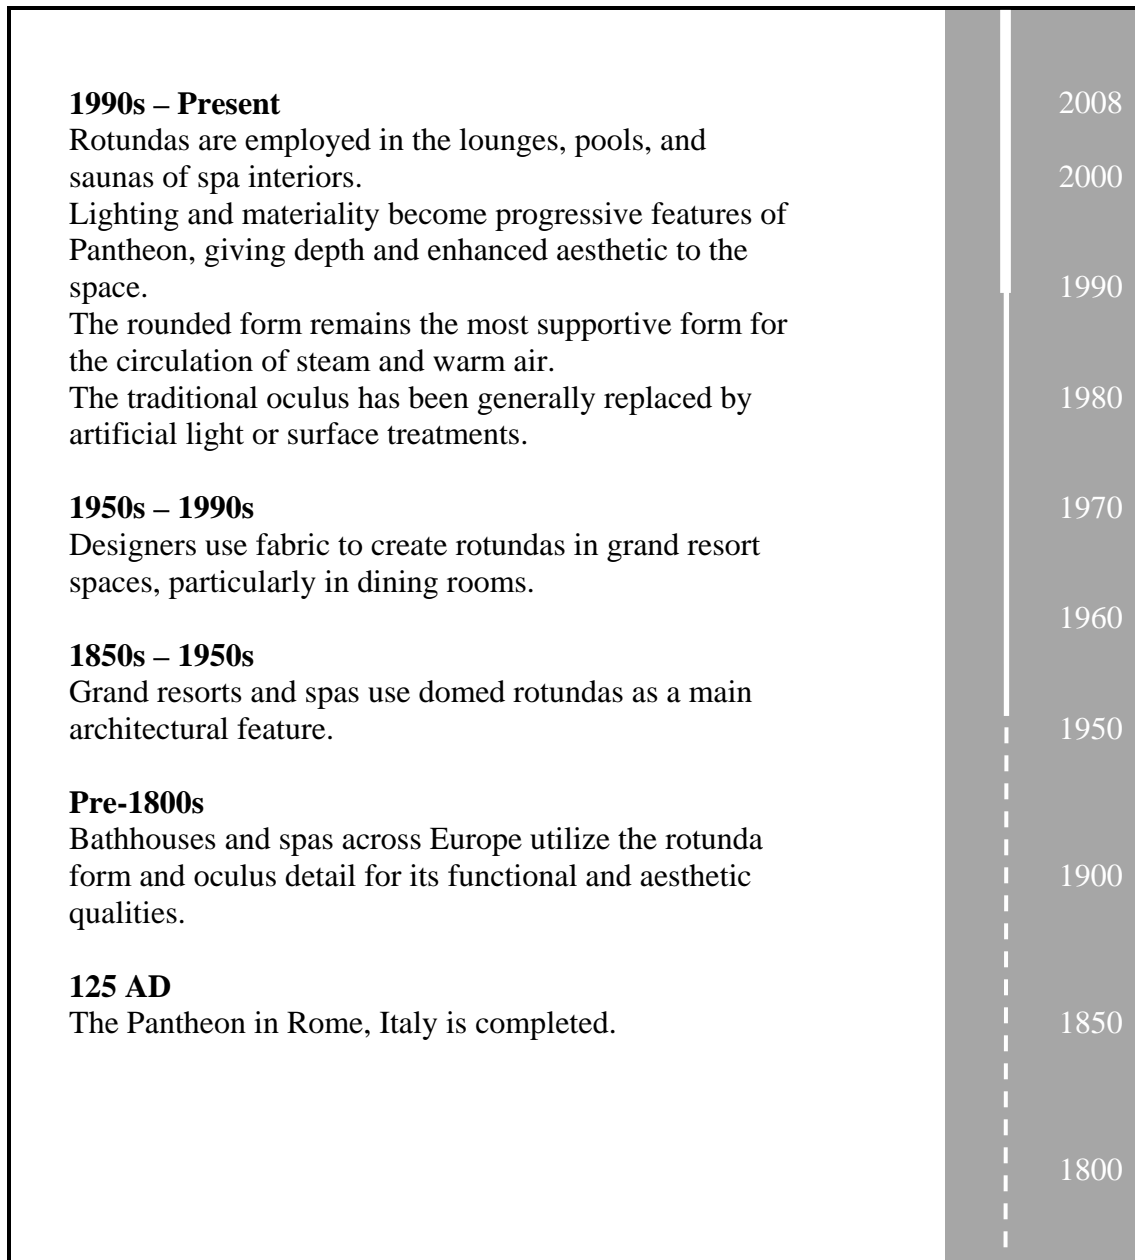 1990s – Present
Rotundas are employed in the lounges, pools, and
saunas of spa interiors.
Lighting and materiality become progressive features of
Pantheon, giving depth and enhanced aesthetic to the
space.
The rounded form remains the most supportive form for
the circulation of steam and warm air.
The traditional oculus has been generally replaced by
artificial light or surface treatments.
1950s – 1990s
Designers use fabric to create rotundas in grand resort
spaces, particularly in dining rooms.
1850s – 1950s
Grand resorts and spas use domed rotundas as a main
architectural feature.
Pre-1800s
Bathhouses and spas across Europe utilize the rotunda
form and oculus detail for its functional and aesthetic
qualities.
125 AD
The Pantheon in Rome, Italy is completed.
2008
2000
1990
1980
1970
1960
1950
1900
1850
1800